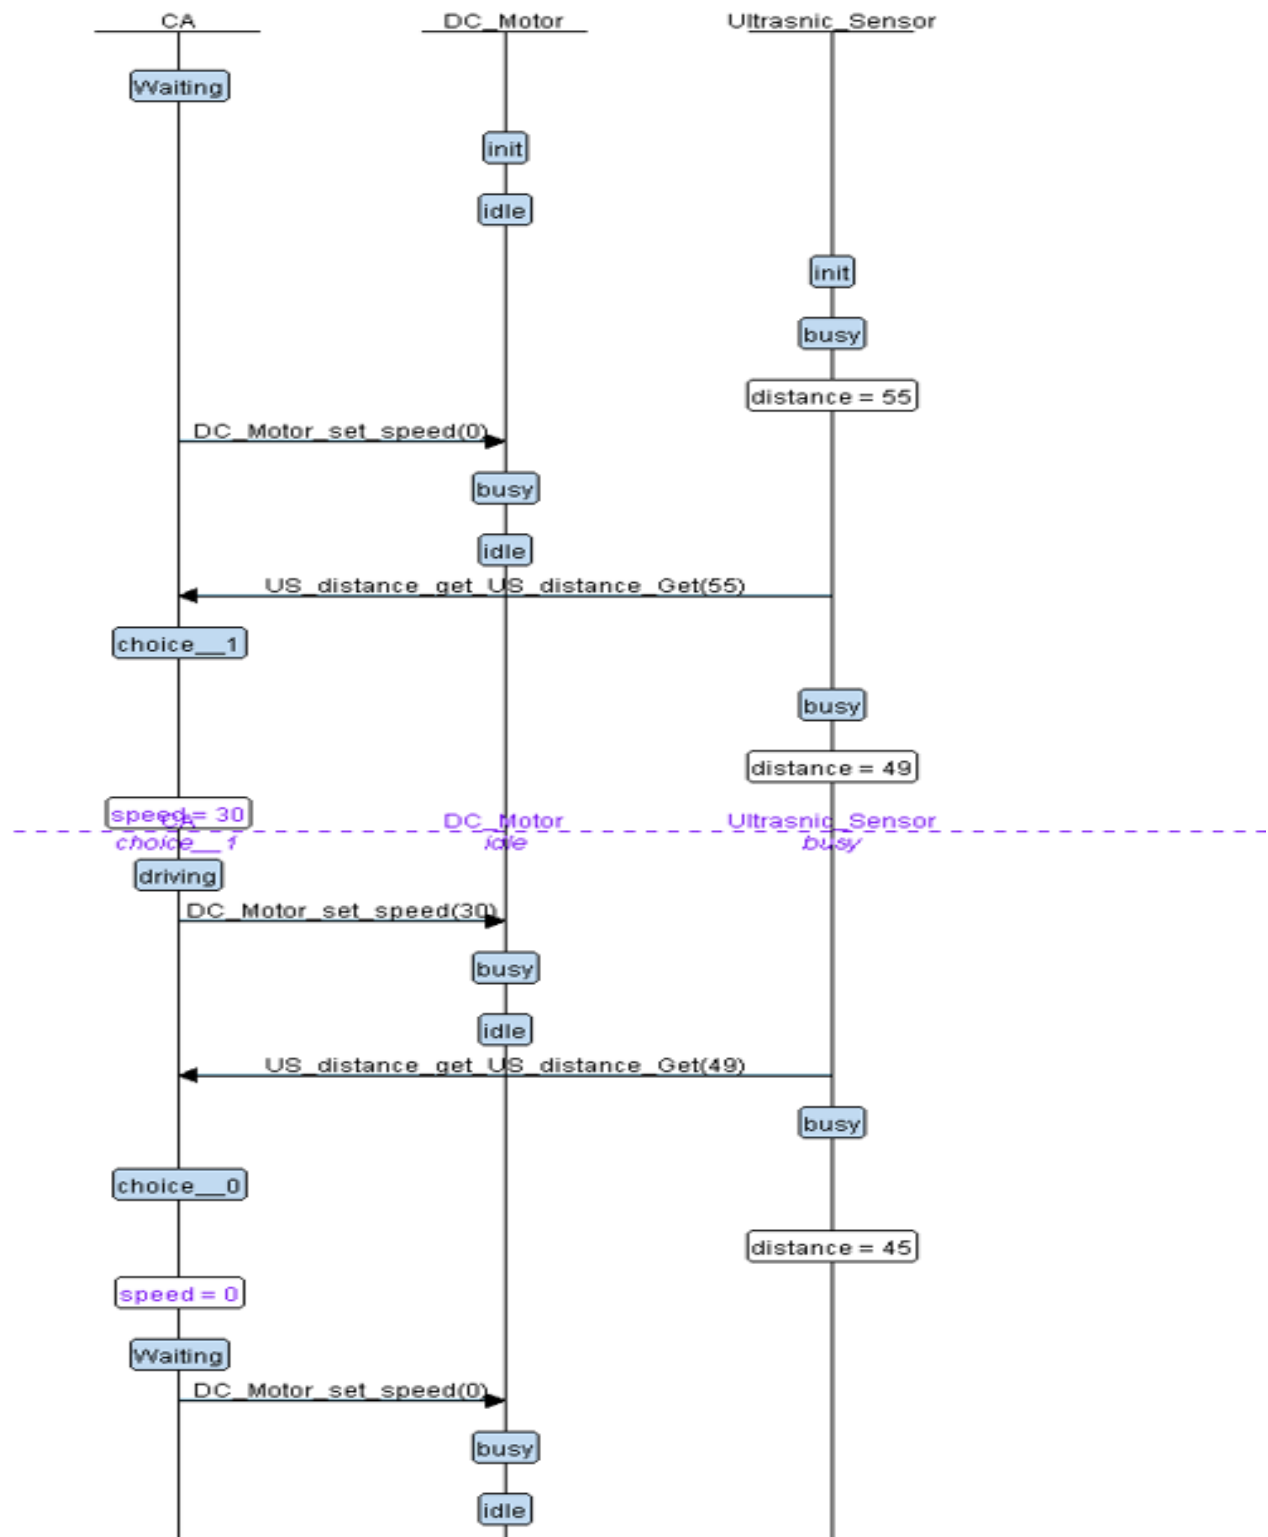 CA DC_Motor Ultrasnic_Sensor
Waiting
init
idle
init
busy
distance = 55
DC_Motor_set_speed(0)
busy
idle
US_distance_get_US_distance_Get(55)
choice__1
busy
distance = 49
speed = 30
CA DC_Motor Ultrasnic_Sensor
choice__1 idle busy
driving
DC_Motor_set_speed(30)
busy
idle
US_distance_get_US_distance_Get(49)
busy
choice__0
distance = 45
speed = 0
Waiting
DC_Motor_set_speed(0)
busy
idle